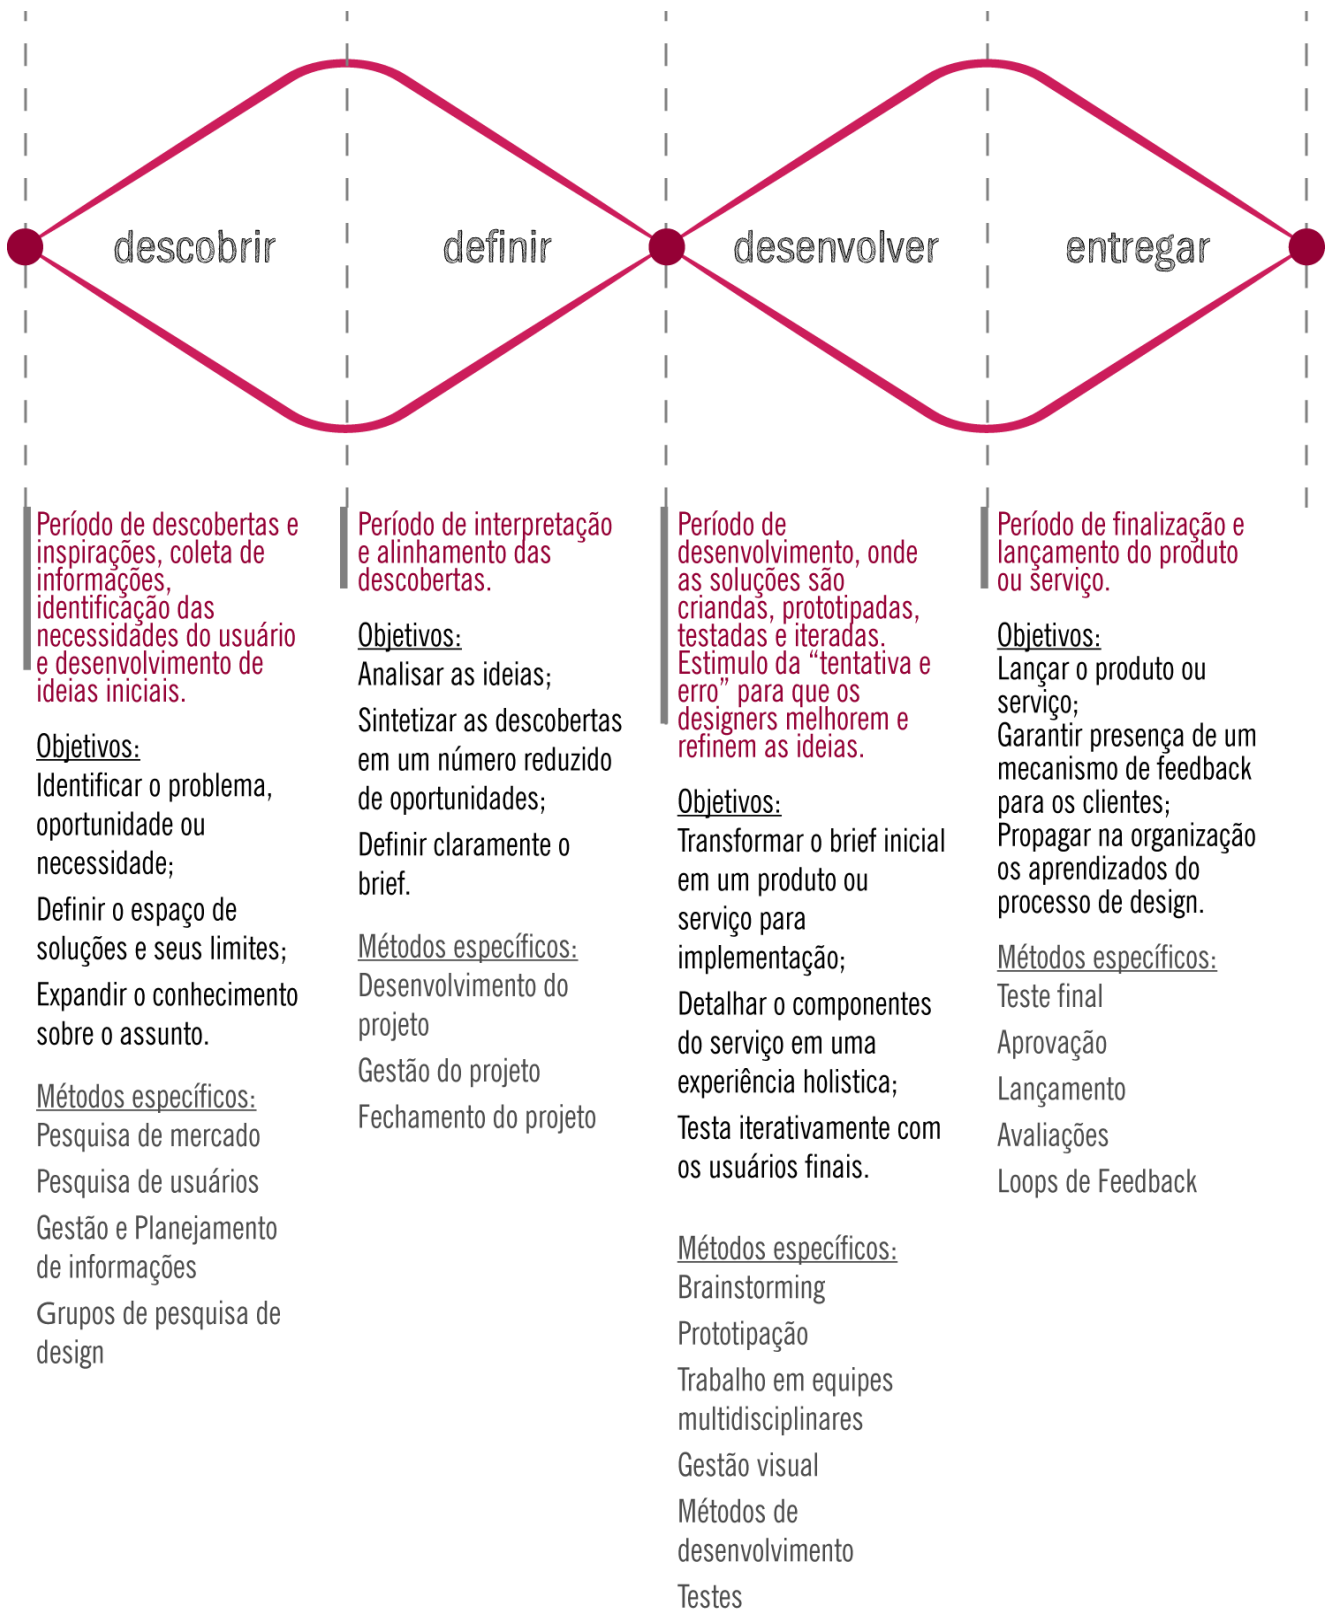 descobrir
definir
desenvolver
entregar
Período de descobertas e
inspirações, coleta de
informações,
identificação das
necessidades do usuário
e desenvolvimento de
ideias iniciais.
Objetivos:
Identificar o problema,
oportunidade ou
necessidade;
Definir o espaço de
soluções e seus limites;
Expandir o conhecimento
sobre o assunto.
Métodos específicos:
Pesquisa de mercado
Pesquisa de usuários
Gestão e Planejamento
de informações
Grupos de pesquisa de
design
Período de interpretação
e alinhamento das
descobertas.
Objetivos:
Analisar as ideias;
Sintetizar as descobertas
em um número reduzido
de oportunidades;
Definir claramente o
brief.
Métodos específicos:
Desenvolvimento do
projeto
Gestão do projeto
Fechamento do projeto
Período de
desenvolvimento, onde
as soluções são
criandas, prototipadas,
testadas e iteradas.
Estimulo da “tentativa e
erro” para que os
designers melhorem e
refinem as ideias.
Objetivos:
Transformar o brief inicial
em um produto ou
serviço para
implementação;
Detalhar o componentes
do serviço em uma
experiência holistica;
Testa iterativamente com
os usuários finais.
Métodos específicos:
Brainstorming
Prototipação
Trabalho em equipes
multidisciplinares
Gestão visual
Métodos de
desenvolvimento
Testes
Período de finalização e
lançamento do produto
ou serviço.
Objetivos:
Lançar o produto ou
serviço;
Garantir presença de um
mecanismo de feedback
para os clientes;
Propagar na organização
os aprendizados do
processo de design.
Métodos específicos:
Teste final
Aprovação
Lançamento
Avaliações
Loops de Feedback